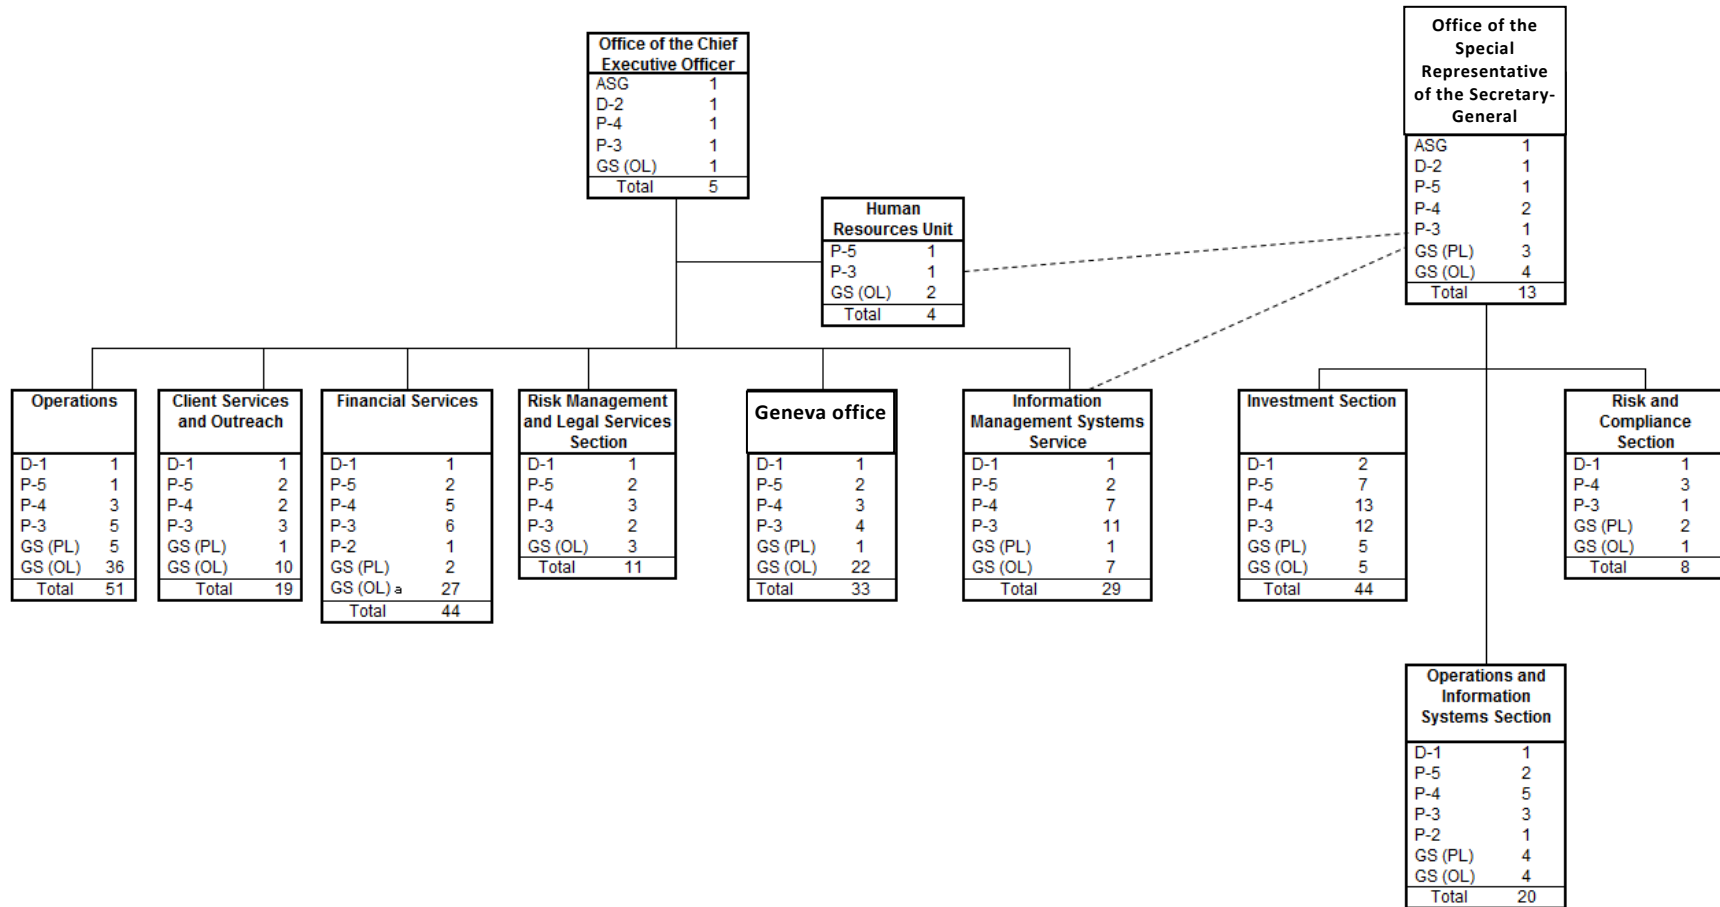 Office of the Chief
Executive Officer
ASG 1
D-2 1
P-4 1
P-3 1
GS (OL) 1
Total 5
Office of the
Special
Representative
of the Secretary-
General
ASG 1
D-2 1
P-5 1
P-4 2
P-3 1
GS (PL) 3
GS (OL) 4
Total 13
Human
Resources Unit
P-5 1
P-3 1
GS (OL) 2
Total 4
Operations
D-1 1
P-5 1
P-4 3
P-3 5
GS (PL) 5
GS (OL) 36
Total 51
Client Services
and Outreach
D-1 1
P-5 2
P-4 2
P-3 3
GS (PL) 1
GS (OL) 10
Total 19
Financial Services
D-1 1
P-5 2
P-4 5
P-3 6
P-2 1
GS (PL) 2
GS (OL) a 27
Total 44
Risk Management
and Legal Services
Section
D-1 1
P-5 2
P-4 3
P-3 2
GS (OL) 3
Total 11
Geneva office
D-1 1
P-5 2
P-4 3
P-3 4
GS (PL) 1
GS (OL) 22
Total 33
Information
Management Systems
Service
D-1 1
P-5 2
P-4 7
P-3 11
GS (PL) 1
GS (OL) 7
Total 29
Investment Section
D-1 2
P-5 7
P-4 13
P-3 12
GS (PL) 5
GS (OL) 5
Total 44
Risk and
Compliance
Section
D-1 1
P-4 3
P-3 1
GS (PL) 2
GS (OL) 1
Total 8
Operations and
Information
Systems Section
D-1 1
P-5 2
P-4 5
P-3 3
P-2 1
GS (PL) 4
GS (OL) 4
Total 20